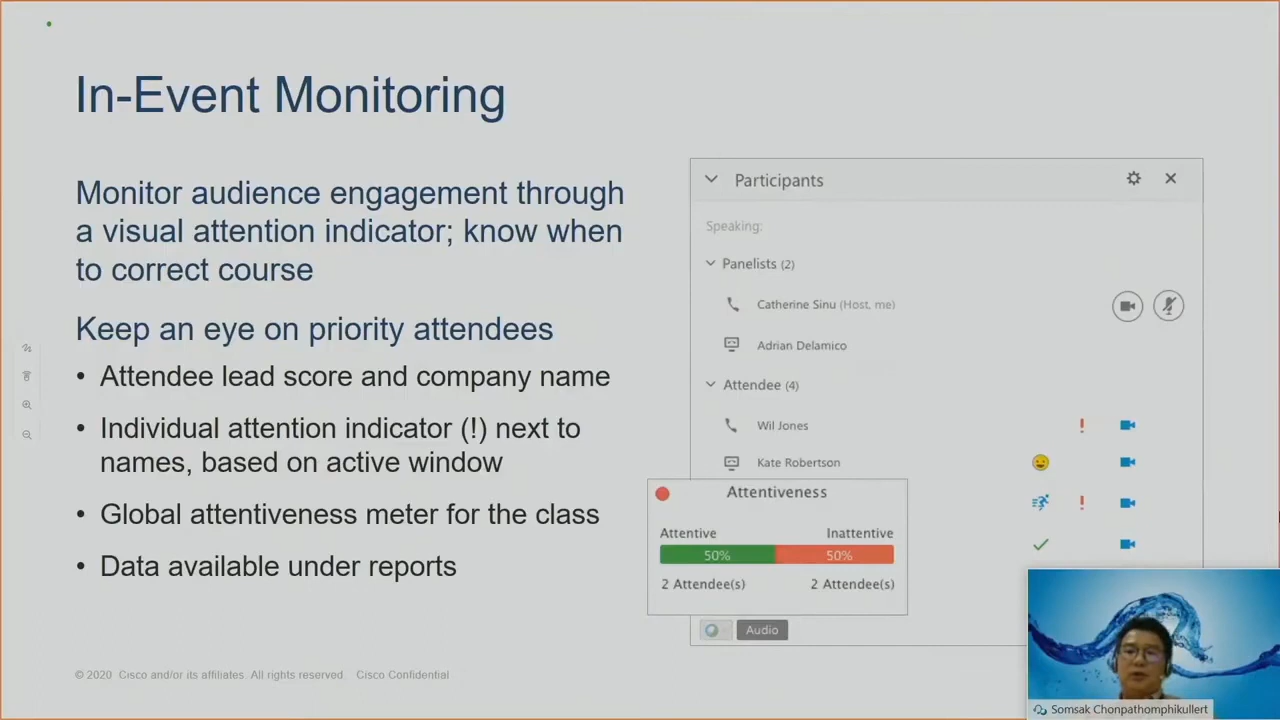 In-Event Monitoring
Monitor audience engagement through
a visual attention indicator; know when
to correct course
Keep an eye on priority attendees
• Attendee lead score and company name
• Individual attention indicator (!) next to
names, based on active window
• Global attentiveness meter for the class
• Data available under reports
Participants
Speaking:
Panelists (2)
Catherine Sinu (Host, me)
Adrian Delamico
Attendee (4)
Wil Jones
Kate Robertson
Attentiveness
Attentive Inattentive
50% 50%
2 Attendee(s) 2 Attendee(s)
Audio
© 2020 Cisco and/or its affiliates. All rights reserved. Cisco Confidential
Somsak Chonpathomphikullert